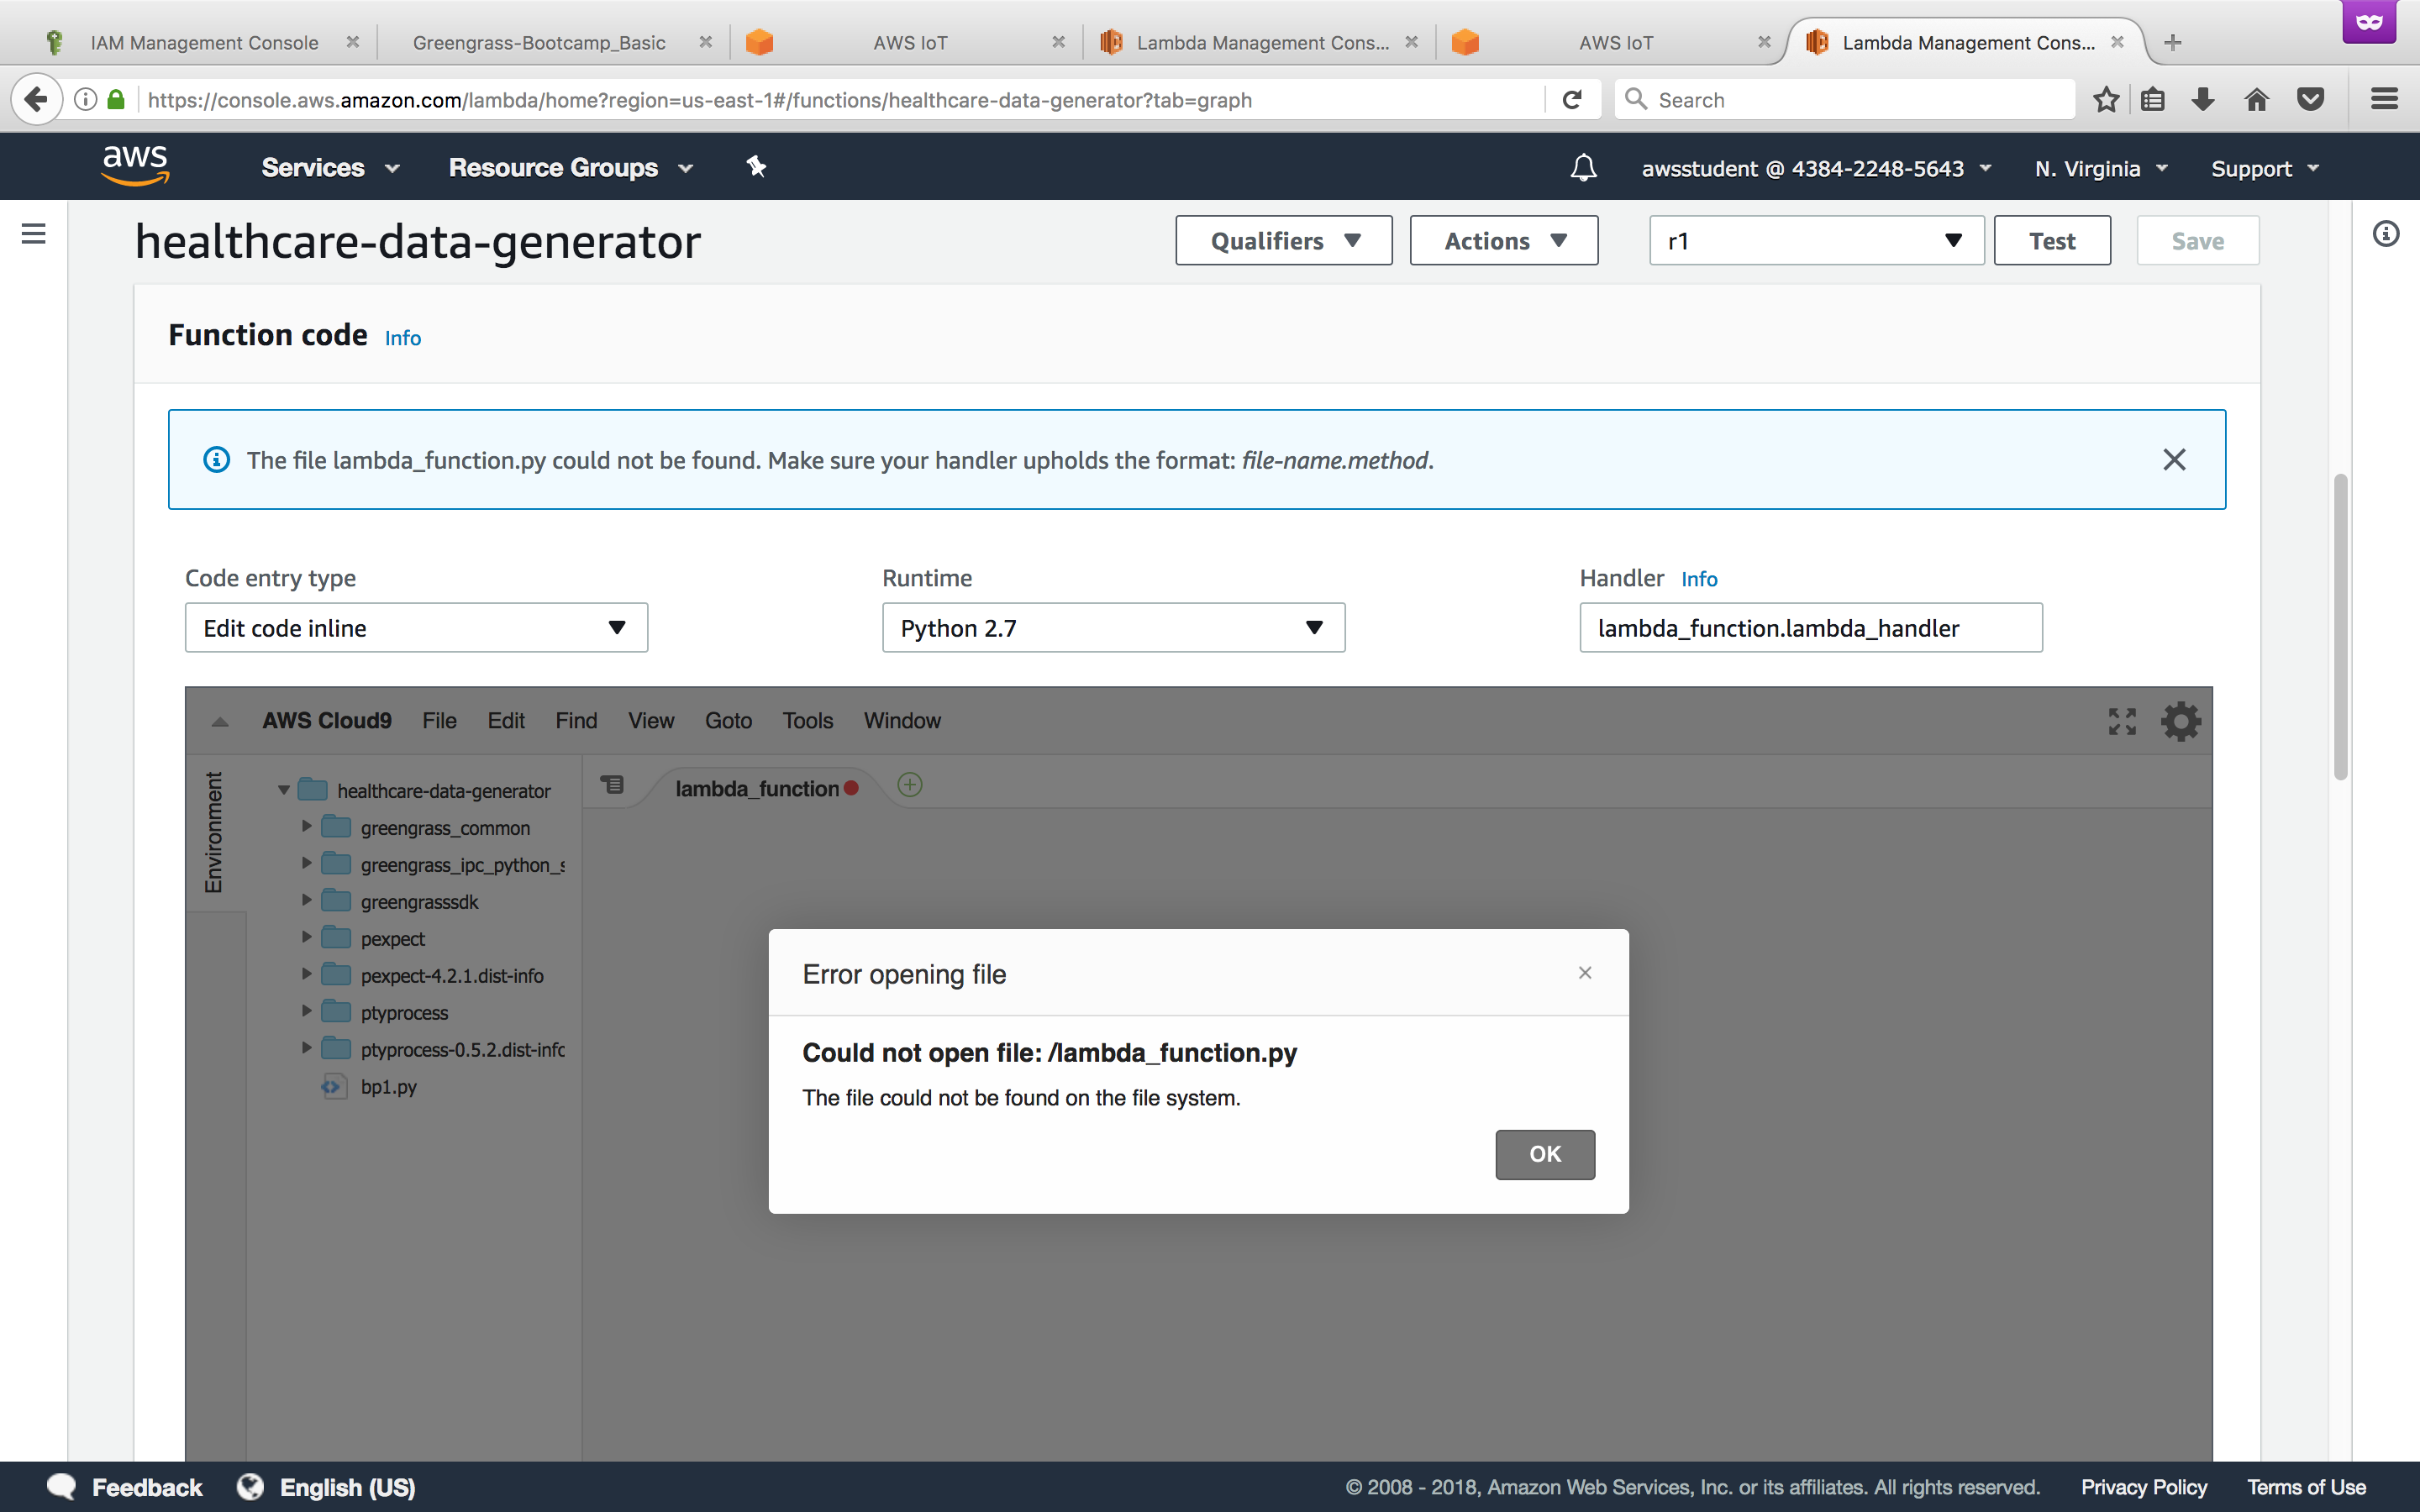 IAM Management Console
Greengrass-Bootcamp_Basic
AWS IoT
Lambda Management Cons...
AWS IoT
Lambda Management Cons...
https://console.aws.amazon.com/lambda/home?region=us-east-1#/functions/healthcare-data-generator?tab=graph
Search
aws
Services
Resource Groups
awsstudent @ 4384-2248-5643
N. Virginia
Support
healthcare-data-generator
Qualifiers
Actions
r1
Test
Save
Function code Info
The file lambda_function.py could not be found. Make sure your handler upholds the format: file-name.method.
Code entry type
Runtime
Handler Info
Edit code inline
Python 2.7
lambda_function.lambda_handler
AWS Cloud9 File Edit Find View Goto Tools Window
Environment
healthcare-data-generator
greengrass_common
greengrass_ipc_python_s
greengrasssdk
pexpect
pexpect-4.2.1.dist-info
ptyprocess
ptyprocess-0.5.2.dist-info
bp1.py
lambda_function
Error opening file
Could not open file: /lambda_function.py
The file could not be found on the file system.
OK
Feedback
English (US)
© 2008 - 2018, Amazon Web Services, Inc. or its affiliates. All rights reserved.
Privacy Policy
Terms of Use